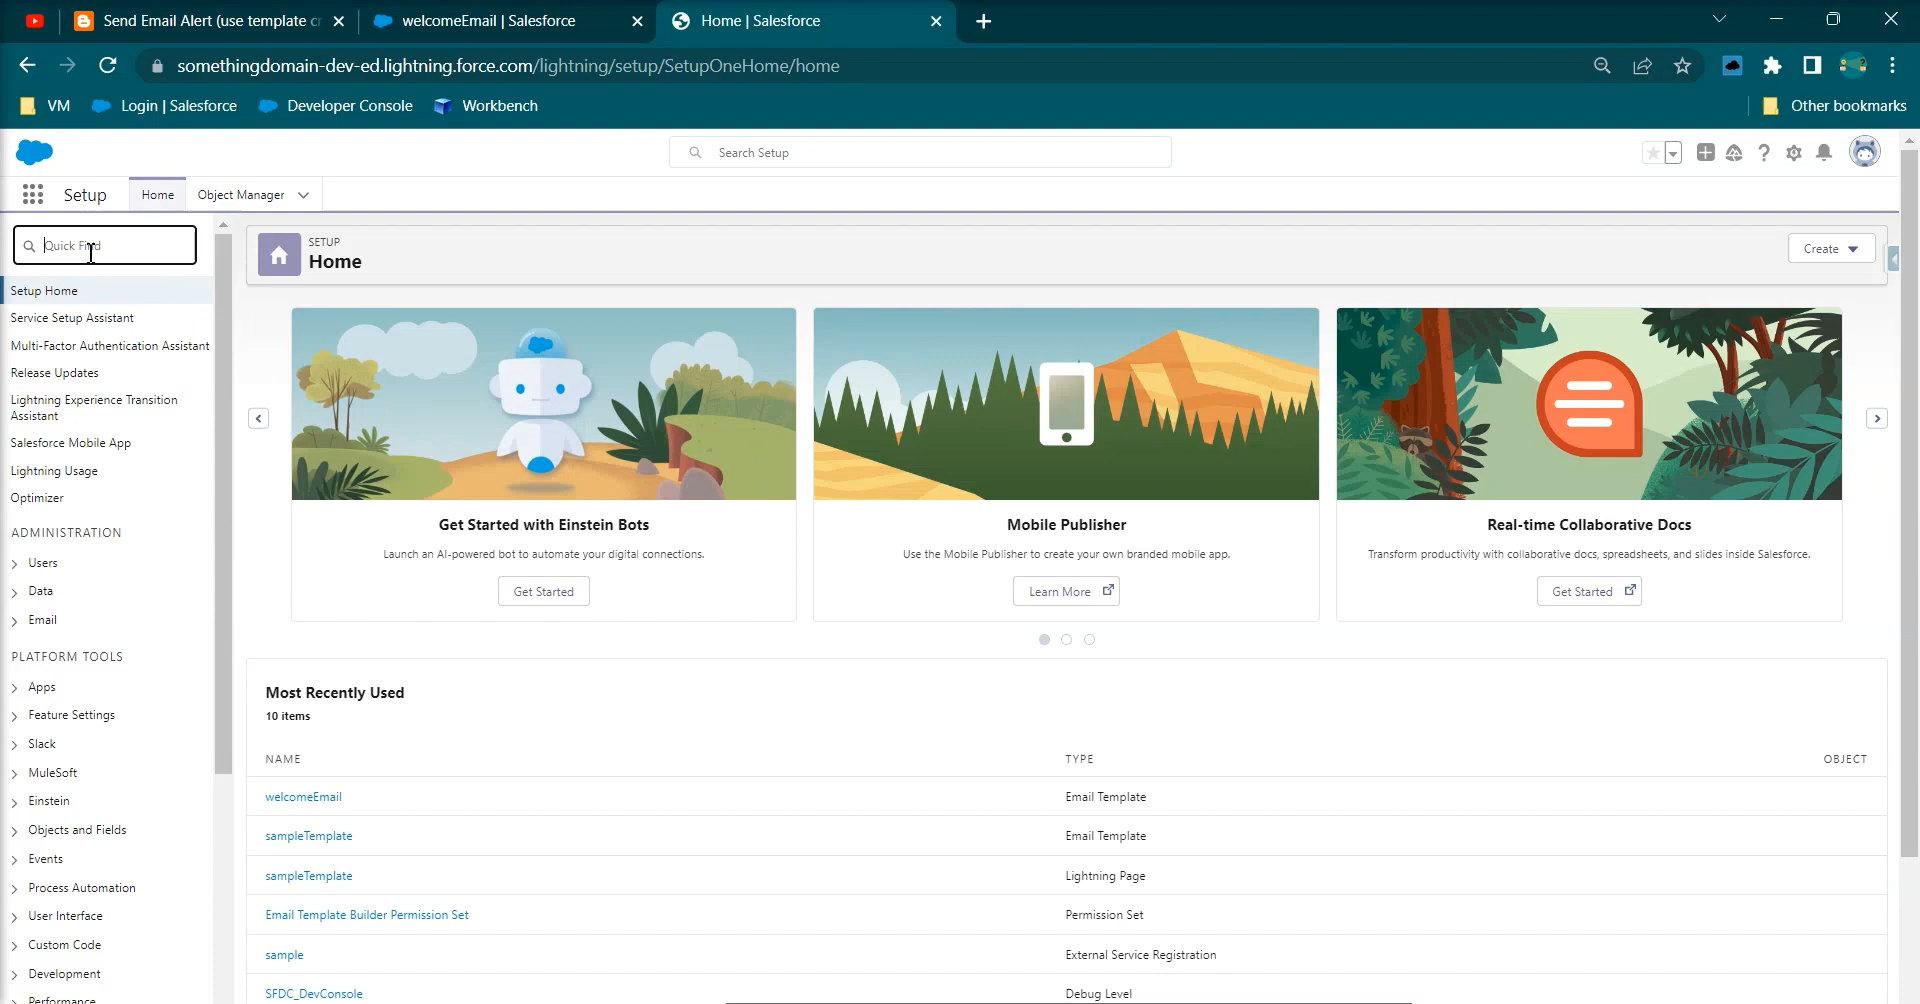 Send Email Alert (use template cr
welcomeEmail | Salesforce
Home | Salesforce
somethingdomain-dev-ed.lightning.force.com/lightning/setup/SetupOneHome/home
VM
Login | Salesforce
Developer Console
Workbench
Other bookmarks
Search Setup
Setup
Home
Object Manager
Quick Find
Setup Home
Service Setup Assistant
Multi-Factor Authentication Assistant
Release Updates
Lightning Experience Transition
Assistant
Salesforce Mobile App
Lightning Usage
Optimizer
ADMINISTRATION
Users
Data
Email
PLATFORM TOOLS
Apps
Feature Settings
Slack
MuleSoft
Einstein
Objects and Fields
Events
Process Automation
User Interface
Custom Code
Development
Performance
SETUP
Home
Create
Get Started with Einstein Bots
Launch an AI-powered bot to automate your digital connections.
Get Started
Mobile Publisher
Use the Mobile Publisher to create your own branded mobile app.
Learn More
Real-time Collaborative Docs
Transform productivity with collaborative docs, spreadsheets, and slides inside Salesforce.
Get Started
Most Recently Used
10 items
NAME TYPE OBJECT
welcomeEmail Email Template
sampleTemplate Email Template
sampleTemplate Lightning Page
Email Template Builder Permission Set Permission Set
sample External Service Registration
SFDC_DevConsole Debug Level